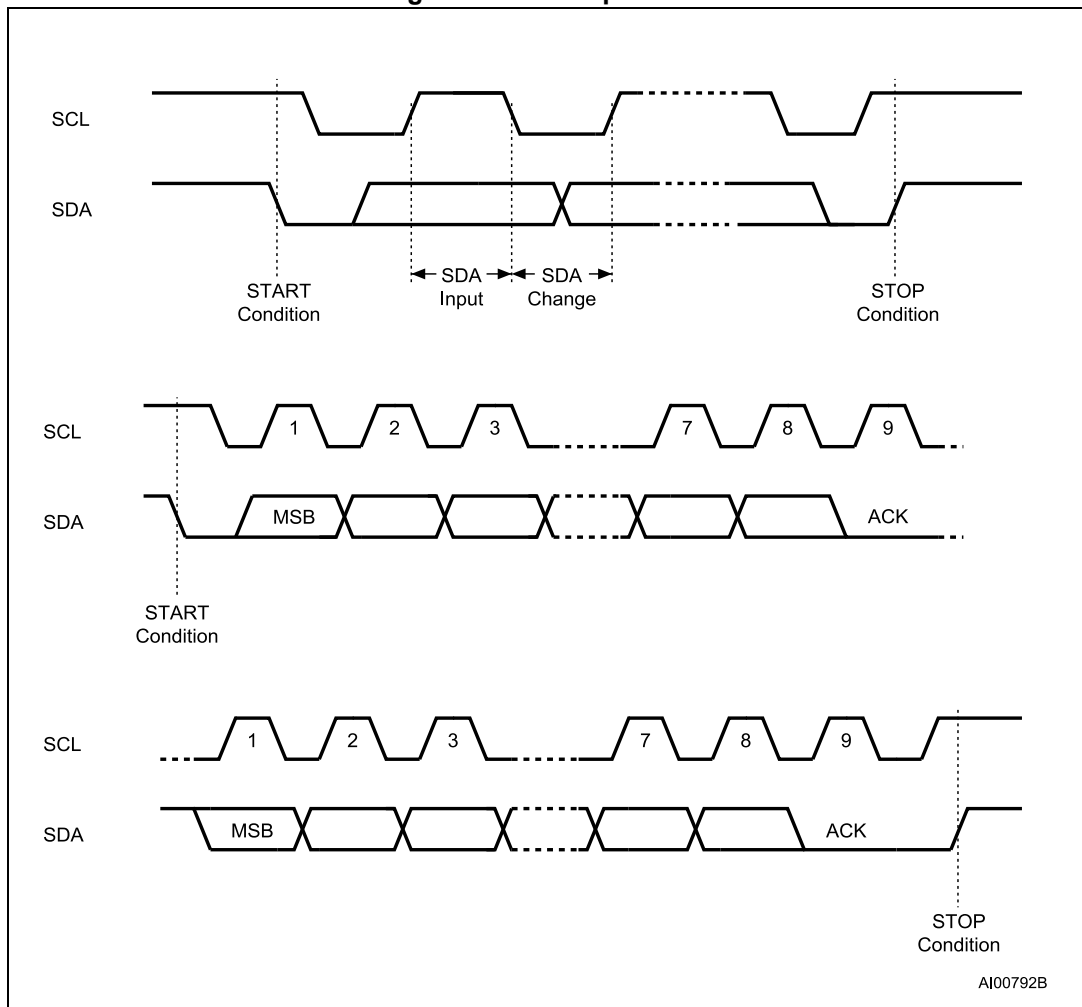 SCL
SDA
SDA
Input
SDA
Change
START
Condition
STOP
Condition
SCL
1 2 3 7 8 9
SDA
MSB
ACK
START
Condition
SCL
1 2 3 7 8 9
SDA
MSB
ACK
STOP
Condition
AI00792B